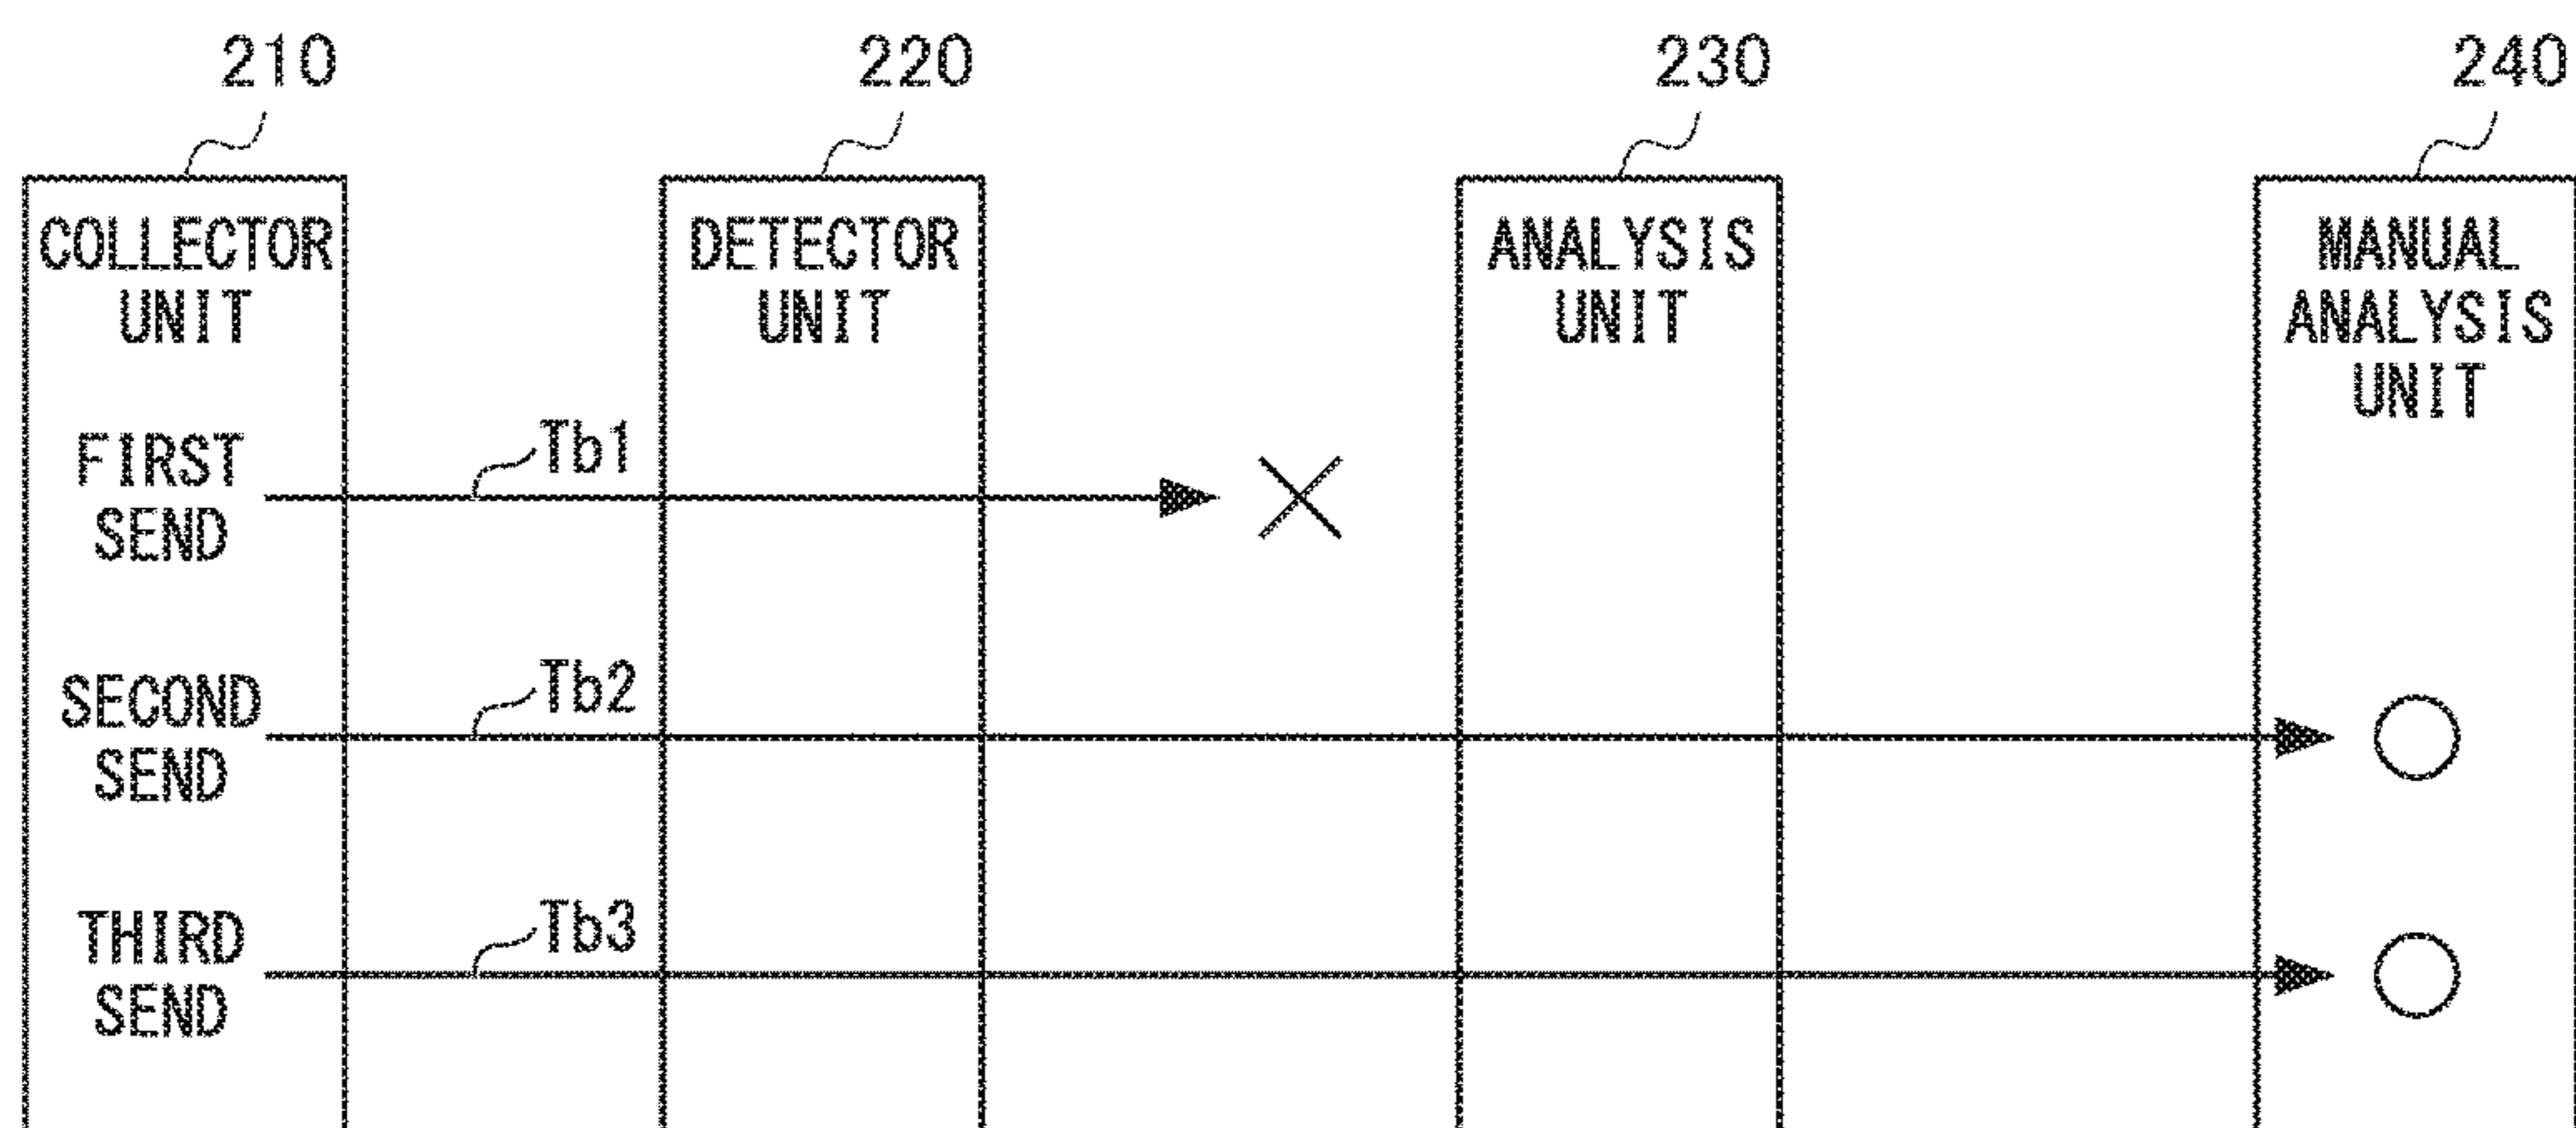 210
220
230
240
COLLECTOR
UNIT
DETECTOR
UNIT
ANALYSIS
UNIT
MANUAL
ANALYSIS
UNIT
FIRST
SEND
Tb1
SECOND
SEND
Tb2
THIRD
SEND
Tb3